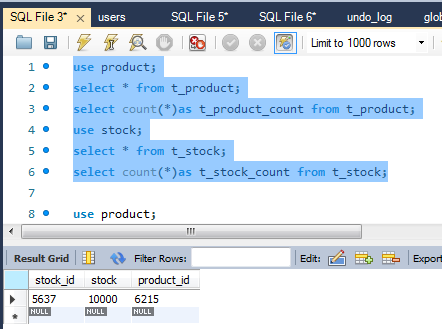 SQL File 3* users SQL File 5* SQL File 6* undo_log
Limit to 1000 rows
1 use product;
2 select * from t_product;
3 select count(*)as t_product_count from t_product;
4 use stock;
5 select * from t_stock;
6 select count(*)as t_stock_count from t_stock;
7
8 use product;
Result Grid Filter Rows: Edit:
stock_id stock product_id
5637 10000 6215
NULL NULL NULL